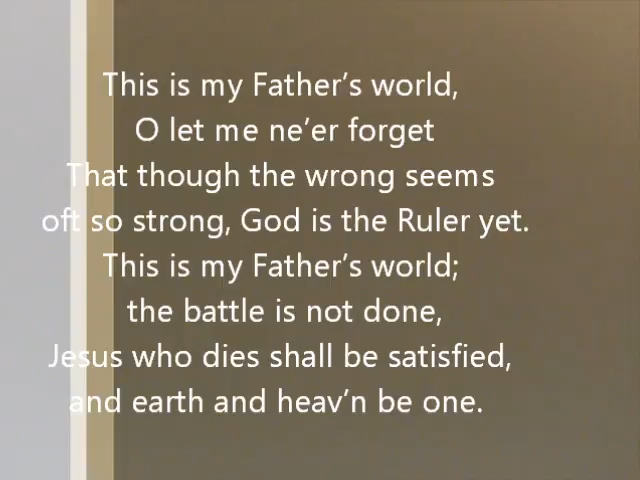 This is my Father’s world,
O let me ne’er forget
That though the wrong seems
oft so strong, God is the Ruler yet.
This is my Father’s world;
the battle is not done,
Jesus who dies shall be satisfied,
and earth and heav’n be one.